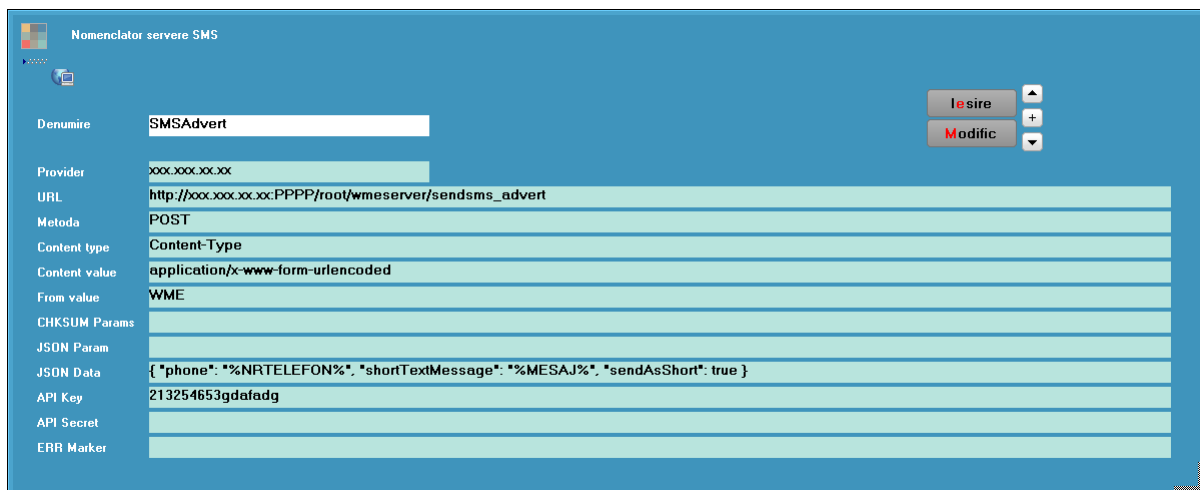 Nomenclator servere SMS
Iesire
+
Denumire SMSAdvert
Modific
Provider xxx.xxx.xx.xx
URL http://xxx.xxx.xx.xx:PPPP/root/wmeserver/sendsms_advert
Metoda POST
Content type Content-Type
Content value application/x-www-form-urlencoded
From value WME
CHKSUM Params
JSON Param
JSON Data { "phone": "%NRTELEFON%", "shortTextMessage": "%MESAJ%", "sendAsShort": true }
API Key 213254653gdafadg
API Secret
ERR Marker